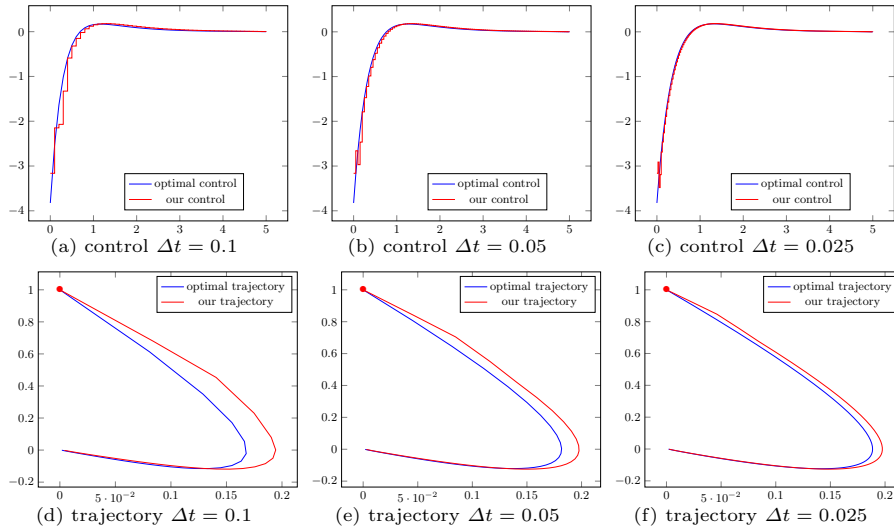 0
−1
−2
−3
−4
0 1 2 3 4 5
optimal control
our control
(a) control Δt = 0.1
0
−1
−2
−3
−4
0 1 2 3 4 5
optimal control
our control
(b) control Δt = 0.05
0
−1
−2
−3
−4
0 1 2 3 4 5
optimal control
our control
(c) control Δt = 0.025
1
0.8
0.6
0.4
0.2
0
−0.2
0 5 · 10⁻² 0.1 0.15 0.2
optimal trajectory
our trajectory
(d) trajectory Δt = 0.1
1
0.8
0.6
0.4
0.2
0
−0.2
0 5 · 10⁻² 0.1 0.15 0.2
optimal trajectory
our trajectory
(e) trajectory Δt = 0.05
1
0.8
0.6
0.4
0.2
0
−0.2
0 5 · 10⁻² 0.1 0.15 0.2
optimal trajectory
our trajectory
(f) trajectory Δt = 0.025